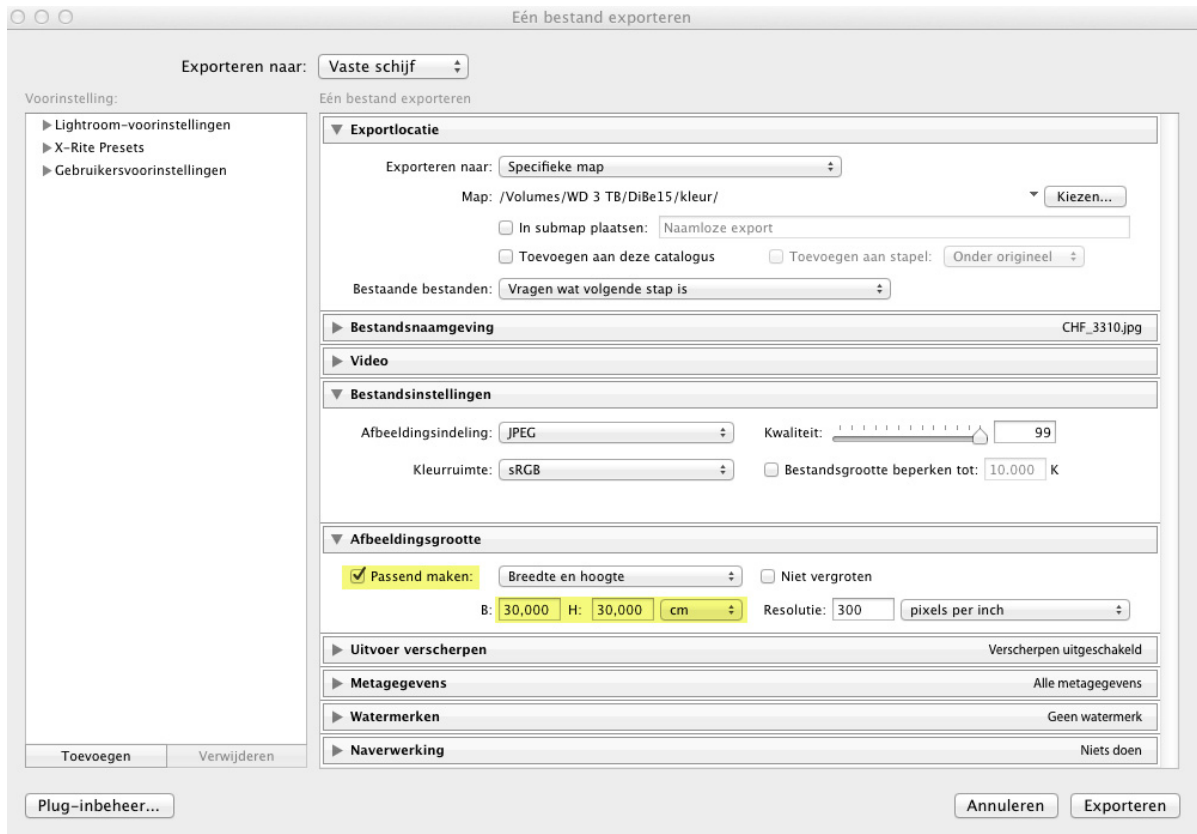 Eén bestand exporteren
Exporteren naar: Vaste schijf
Voorinstelling:
Lightroom-voorinstellingen
X-Rite Presets
Gebruikersvoorinstellingen
Toevoegen Verwijderen
Eén bestand exporteren
Exportlocatie
Exporteren naar: Specifieke map
Map: /Volumes/WD 3 TB/DiBe15/kleur/ Kiezen...
In submap plaatsen: Naamloze export
Toevoegen aan deze catalogus Toevoegen aan stapel: Onder origineel
Bestaande bestanden: Vragen wat volgende stap is
Bestandsnaamgeving CHF_3310.jpg
Video
Bestandsinstellingen
Afbeeldingsindeling: JPEG Kwaliteit: 99
Kleurruimte: sRGB Bestandsgrootte beperken tot: 10.000 K
Afbeeldingsgrootte
Passend maken: Breedte en hoogte Niet vergroten
B: 30,000 H: 30,000 cm Resolutie: 300 pixels per inch
Uitvoer verscherpen Verscherpen uitgeschakeld
Metagegevens Alle metagegevens
Watermerken Geen watermerk
Naverwerking Niets doen
Plug-inbeheer... Annuleren Exporteren